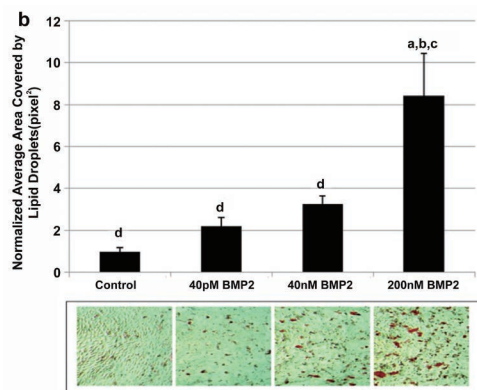 b
Normalized Average Area Covered by
Lipid Droplets(pixel²)
12
10
8
6
4
2
0
d
d
d
a,b,c
Control
40pM BMP2
40nM BMP2
200nM BMP2